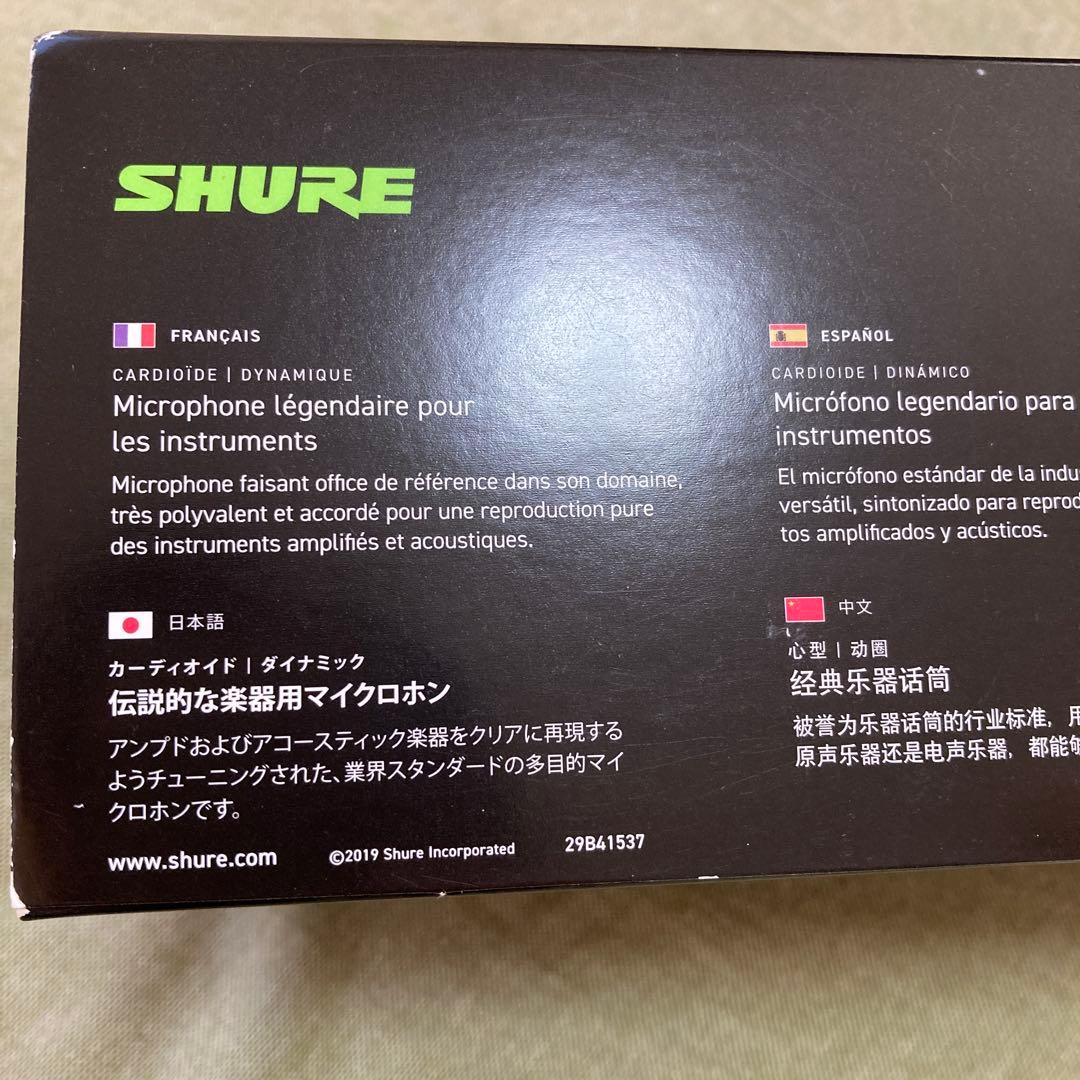 SHURE
FRANÇAIS
CARDIOÏDE | DYNAMIQUE
Microphone légendaire pour
les instruments
Microphone faisant office de référence dans son domaine,
très polyvalent et accordé pour une reproduction pure
des instruments amplifiés et acoustiques.
ESPAÑOL
CARDIOIDE | DINÁMICO
Micrófono legendario para
instrumentos
El micrófono estándar de la
versátil, sintonizado para
tos amplificados y acústicos.
日本語
カーディオイド | ダイナミック
伝説的な楽器用マイクロホン
アンプドおよびアコースティック楽器をクリアに再現する
ようチューニングされた、業界スタンダードの多目的マイ
クロホンです。
中文
心型 | 动圈
经典乐器话筒
被誉为乐器话筒的行业标准，用
原声乐器还是电声乐器，都能
www.shure.com
©2019 Shure Incorporated
29B41537